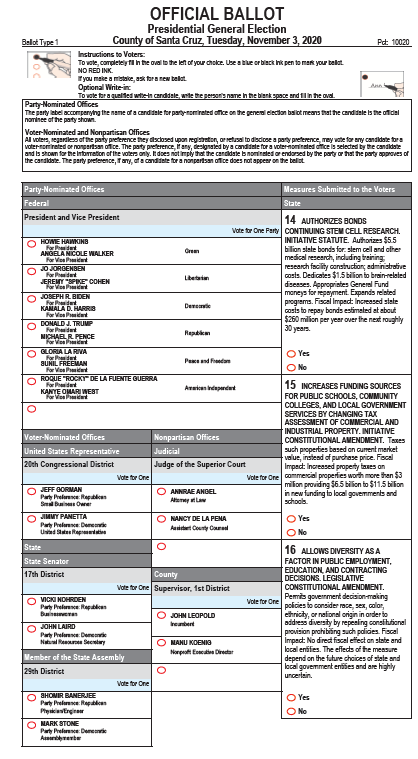 OFFICIAL BALLOT
Presidential General Election
Ballot Type 1
County of Santa Cruz, Tuesday, November 3, 2020
Pct: 10020
Instructions to Voters:
To vote, completely fill in the oval to the left of your choice. Use a blue or black ink pen to mark your ballot.
NO RED INK.
If you make a mistake, ask for a new ballot.
Optional Write-in:
To vote for a qualified write-in candidate, write the person's name in the blank space and fill in the oval.
Party-Nominated Offices
The party label accompanying the name of a candidate for party-nominated office on the general election ballot means that the candidate is the official
nominee of the party shown.
Voter-Nominated and Nonpartisan Offices
All voters, regardless of the party preference they disclosed upon registration, or refusal to disclose a party preference, may vote for any candidate for a
voter-nominated or nonpartisan office. The party preference, if any, designated by a candidate for a voter-nominated office is selected by the candidate
and is shown for the information of the voters only. It does not imply that the candidate is nominated or endorsed by the party or that the party approves of
the candidate. The party preference, if any, of a candidate for a nonpartisan office does not appear on the ballot.
Party-Nominated Offices
Federal
President and Vice President
Vote for One Party
HOWIE HAWKINS
For President
ANGELA NICOLE WALKER
For Vice President
Green
JO JORGENSEN
For President
JEREMY "SPIKE" COHEN
For Vice President
Libertarian
JOSEPH R. BIDEN
For President
KAMALA D. HARRIS
For Vice President
Democratic
DONALD J. TRUMP
For President
MICHAEL R. PENCE
For Vice President
Republican
GLORIA LA RIVA
For President
SUNIL FREEMAN
For Vice President
Peace and Freedom
ROQUE "ROCKY" DE LA FUENTE GUERRA
For President
KANYE OMARI WEST
For Vice President
American Independent
Voter-Nominated Offices
United States Representative
20th Congressional District
Vote for One
JEFF GORMAN
Party Preference: Republican
Small Business Owner
JIMMY PANETTA
Party Preference: Democratic
United States Representative
State
State Senator
17th District
Vote for One
VICKI NOHRDEN
Party Preference: Republican
Businesswoman
JOHN LAIRD
Party Preference: Democratic
Natural Resources Secretary
Member of the State Assembly
29th District
Vote for One
SHOMIR BANERJEE
Party Preference: Republican
Physician/Engineer
MARK STONE
Party Preference: Democratic
Assemblymember
Nonpartisan Offices
Judicial
Judge of the Superior Court
Vote for One
ANNRAE ANGEL
Attorney at Law
NANCY DE LA PENA
Assistant County Counsel
County
Supervisor, 1st District
Vote for One
JOHN LEOPOLD
Incumbent
MANU KOENIG
Nonprofit Executive Director
Measures Submitted to the Voters
State
14 AUTHORIZES BONDS
CONTINUING STEM CELL RESEARCH.
INITIATIVE STATUTE. Authorizes $5.5
billion state bonds for: stem cell and other
medical research, including training;
research facility construction; administrative
costs. Dedicates $1.5 billion to brain-related
diseases. Appropriates General Fund
moneys for repayment. Expands related
programs. Fiscal Impact: Increased state
costs to repay bonds estimated at about
$260 million per year over the next roughly
30 years.
Yes
No
15 INCREASES FUNDING SOURCES
FOR PUBLIC SCHOOLS, COMMUNITY
COLLEGES, AND LOCAL GOVERNMENT
SERVICES BY CHANGING TAX
ASSESSMENT OF COMMERCIAL AND
INDUSTRIAL PROPERTY. INITIATIVE
CONSTITUTIONAL AMENDMENT. Taxes
such properties based on current market
value, instead of purchase price. Fiscal
Impact: Increased property taxes on
commercial properties worth more than $3
million providing $6.5 billion to $11.5 billion
in new funding to local governments and
schools.
Yes
No
16 ALLOWS DIVERSITY AS A
FACTOR IN PUBLIC EMPLOYMENT,
EDUCATION, AND CONTRACTING
DECISIONS. LEGISLATIVE
CONSTITUTIONAL AMENDMENT.
Permits government decision-making
policies to consider race, sex, color,
ethnicity, or national origin in order to
address diversity by repealing constitutional
provision prohibiting such policies. Fiscal
Impact: No direct fiscal effect on state and
local entities. The effects of the measure
depend on the future choices of state and
local government entities and are highly
uncertain.
Yes
No